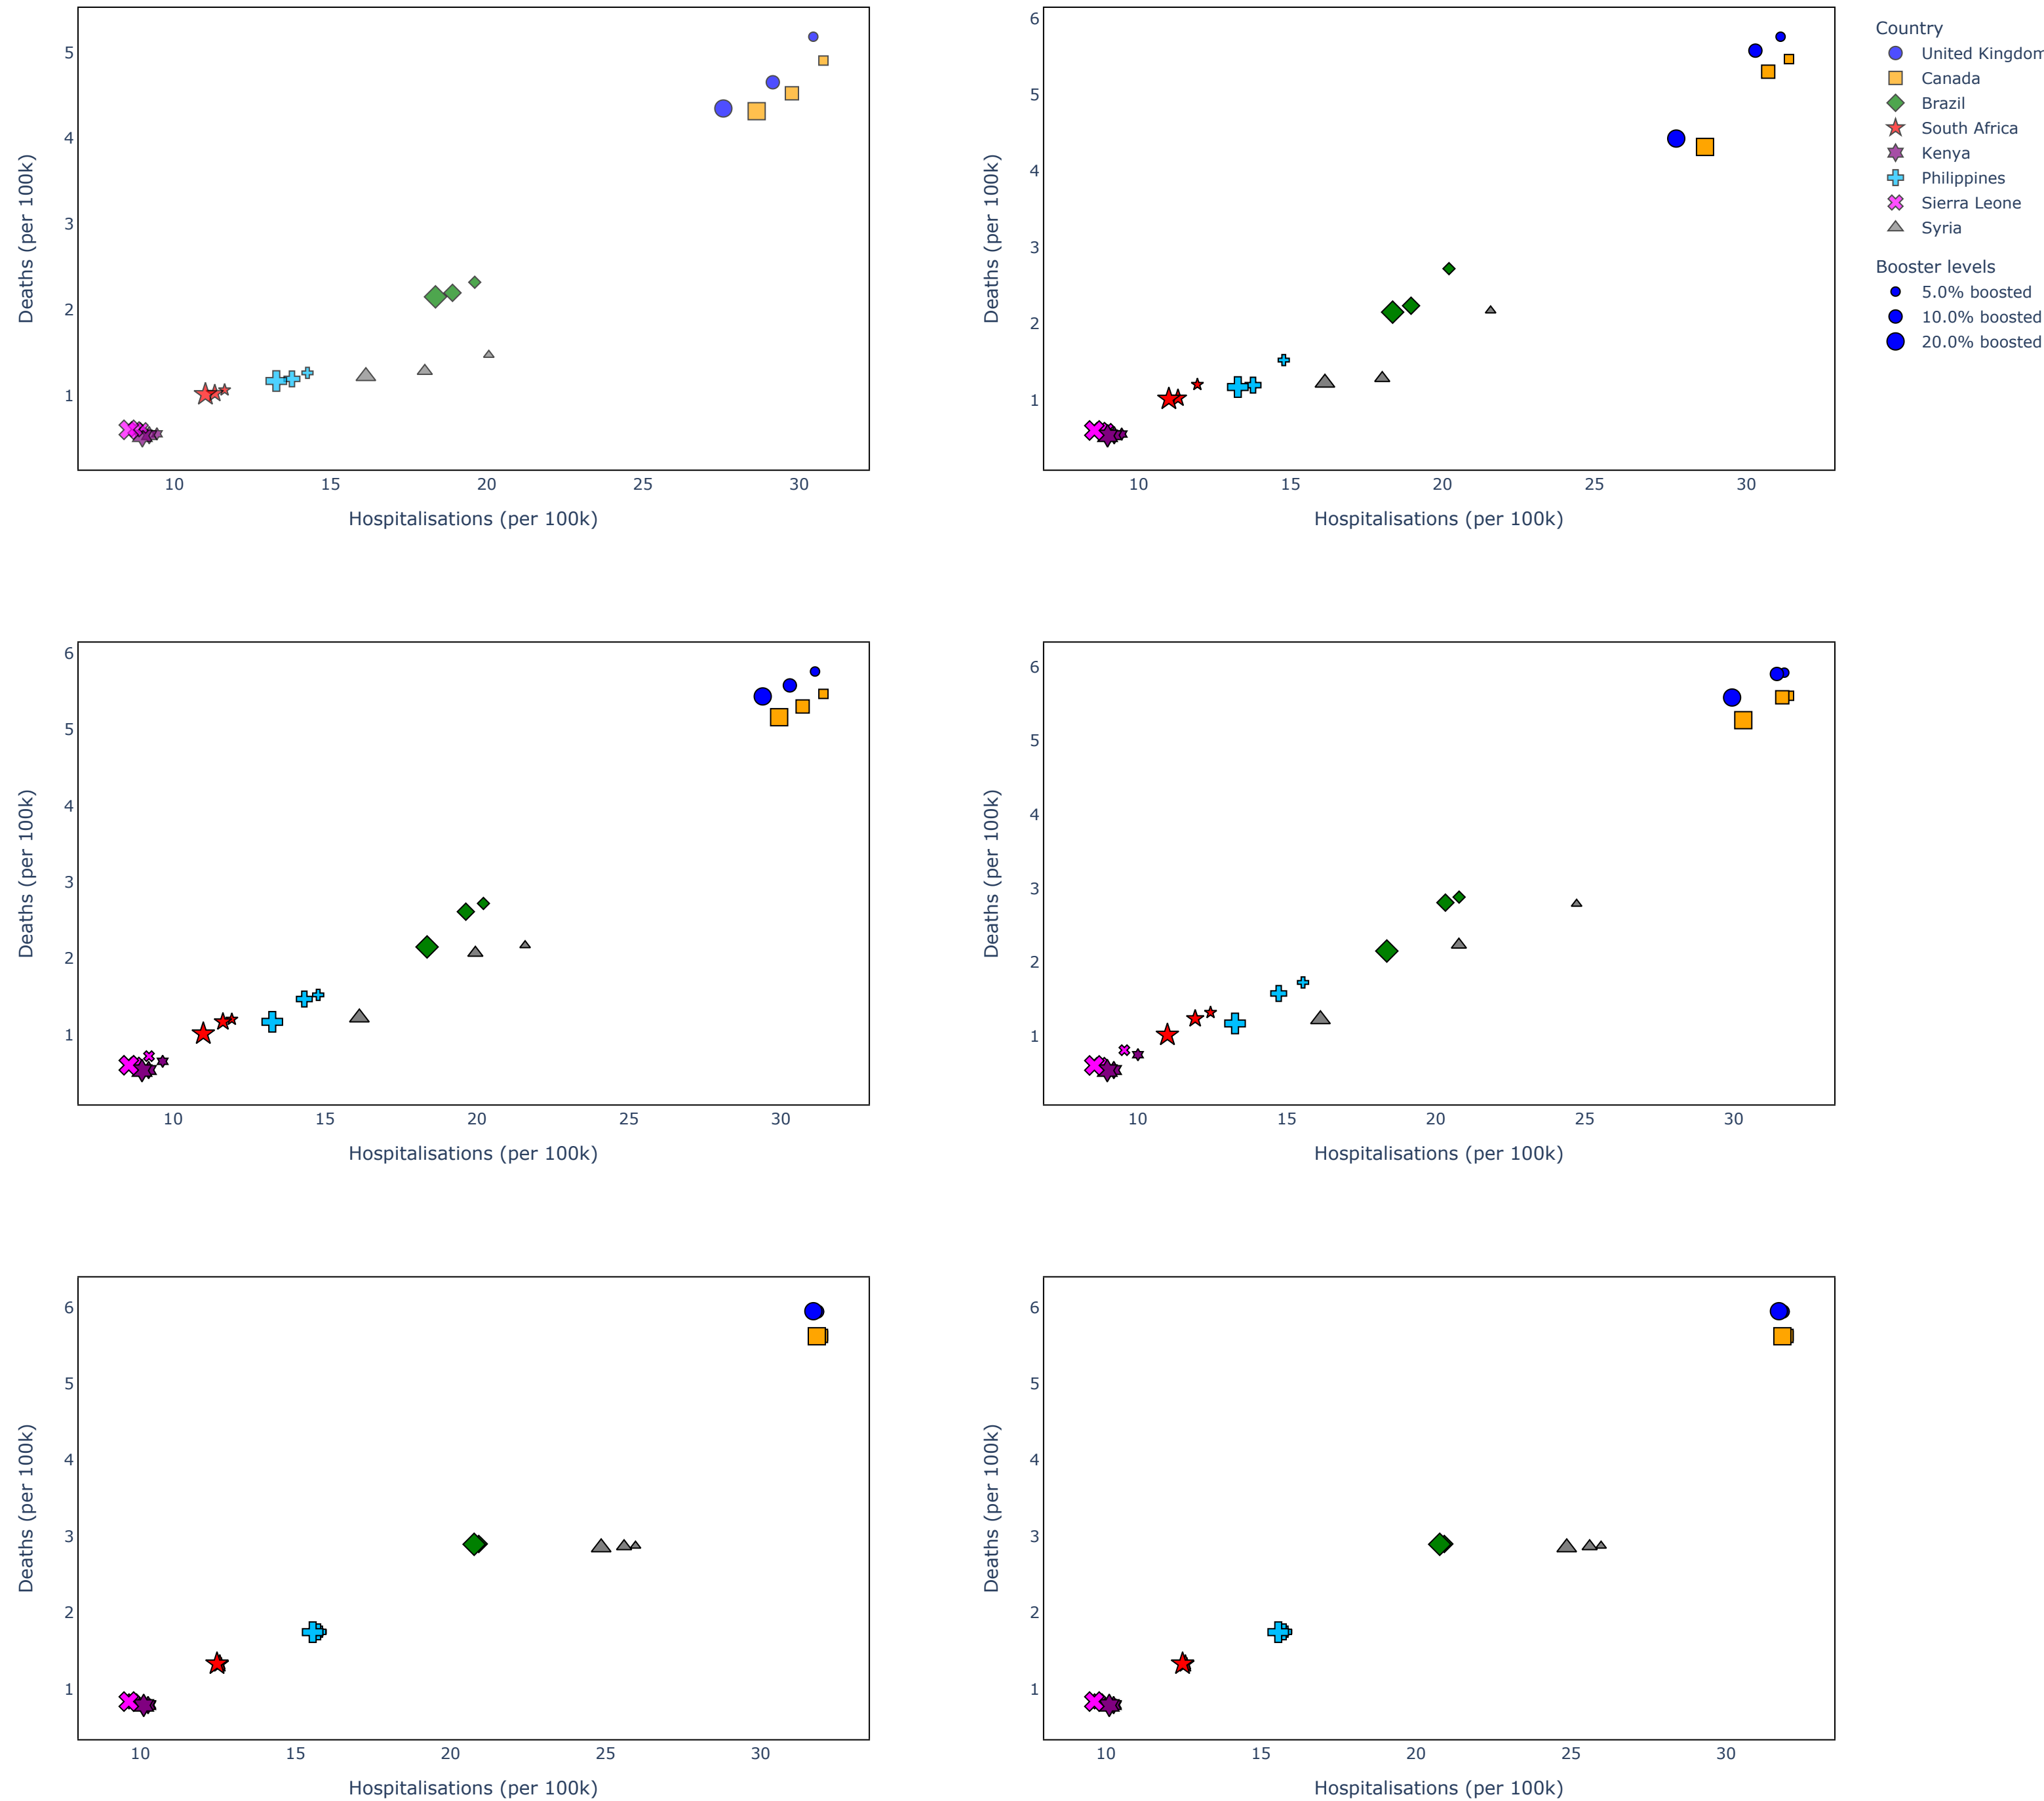 5
4
3
2
1
Deaths (per 100k)
10 15 20 25 30
Hospitalisations (per 100k)
6
5
4
3
2
1
Deaths (per 100k)
10 15 20 25 30
Hospitalisations (per 100k)
Country
United Kingdom
Canada
Brazil
South Africa
Kenya
Philippines
Sierra Leone
Syria
Booster levels
5.0% boosted
10.0% boosted
20.0% boosted
6
5
4
3
2
1
Deaths (per 100k)
10 15 20 25 30
Hospitalisations (per 100k)
6
5
4
3
2
1
Deaths (per 100k)
10 15 20 25 30
Hospitalisations (per 100k)
6
5
4
3
2
1
Deaths (per 100k)
10 15 20 25 30
Hospitalisations (per 100k)
6
5
4
3
2
1
Deaths (per 100k)
10 15 20 25 30
Hospitalisations (per 100k)